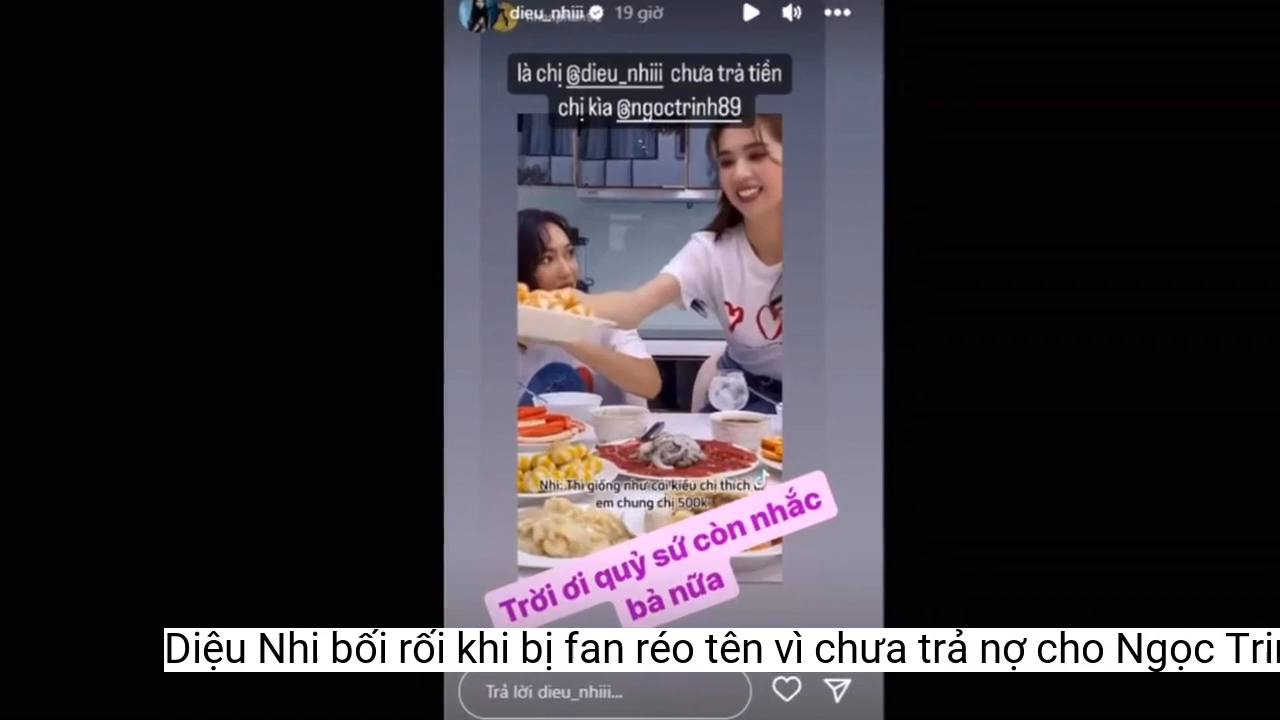 dieu_nhiii 19 giờ
là chị @dieu_nhiii chưa trả tiền
chị kìa @ngoctrinh89
Nhi: Thì giống như cái kiểu chị thích
em chung chị 500k
Trời ơi quỷ sứ còn nhắc
bả nữa
Diệu Nhi bối rối khi bị fan réo tên vì chưa trả nợ cho Ngọc Trin
Trả lời dieu_nhiii...